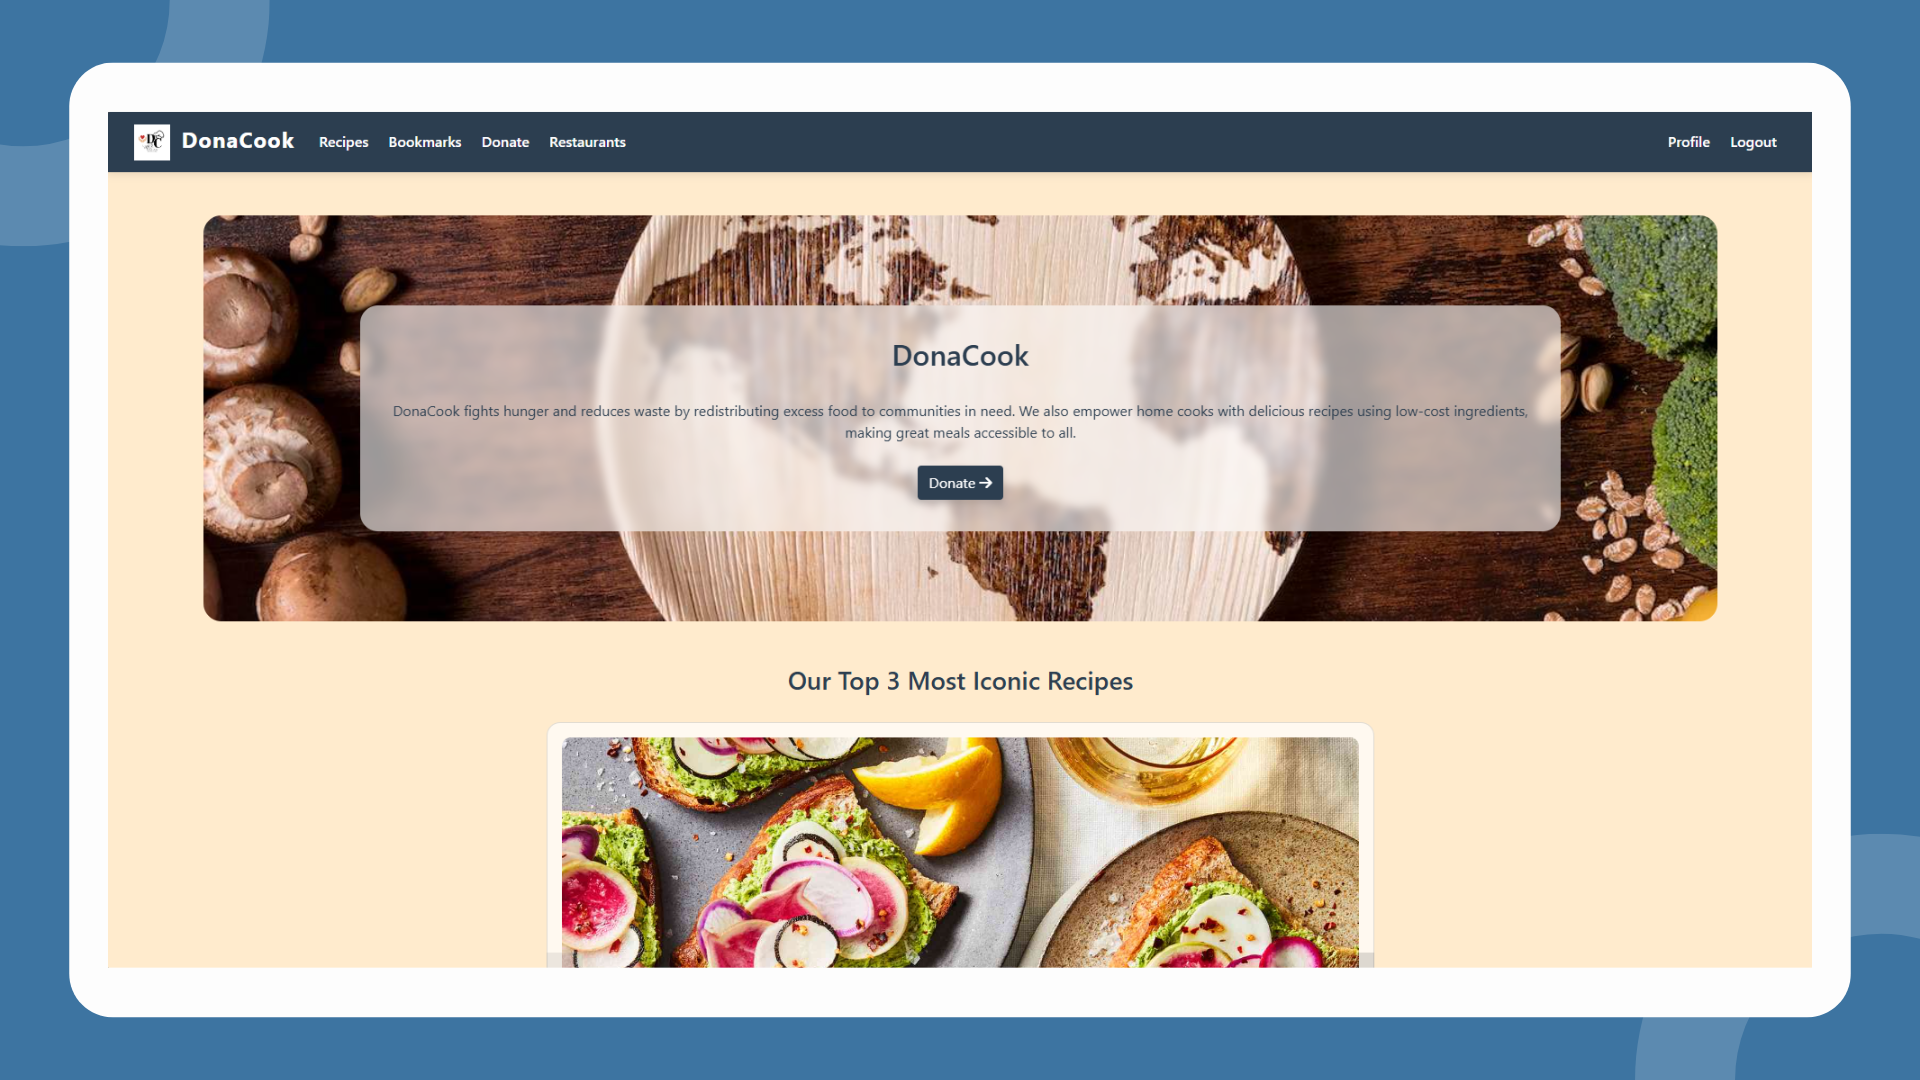 DC
DonaCook Recipes Bookmarks Donate Restaurants Profile Logout
DonaCook
DonaCook fights hunger and reduces waste by redistributing excess food to communities in need. We also empower home cooks with delicious recipes using low-cost ingredients,
making great meals accessible to all.
Donate
Our Top 3 Most Iconic Recipes